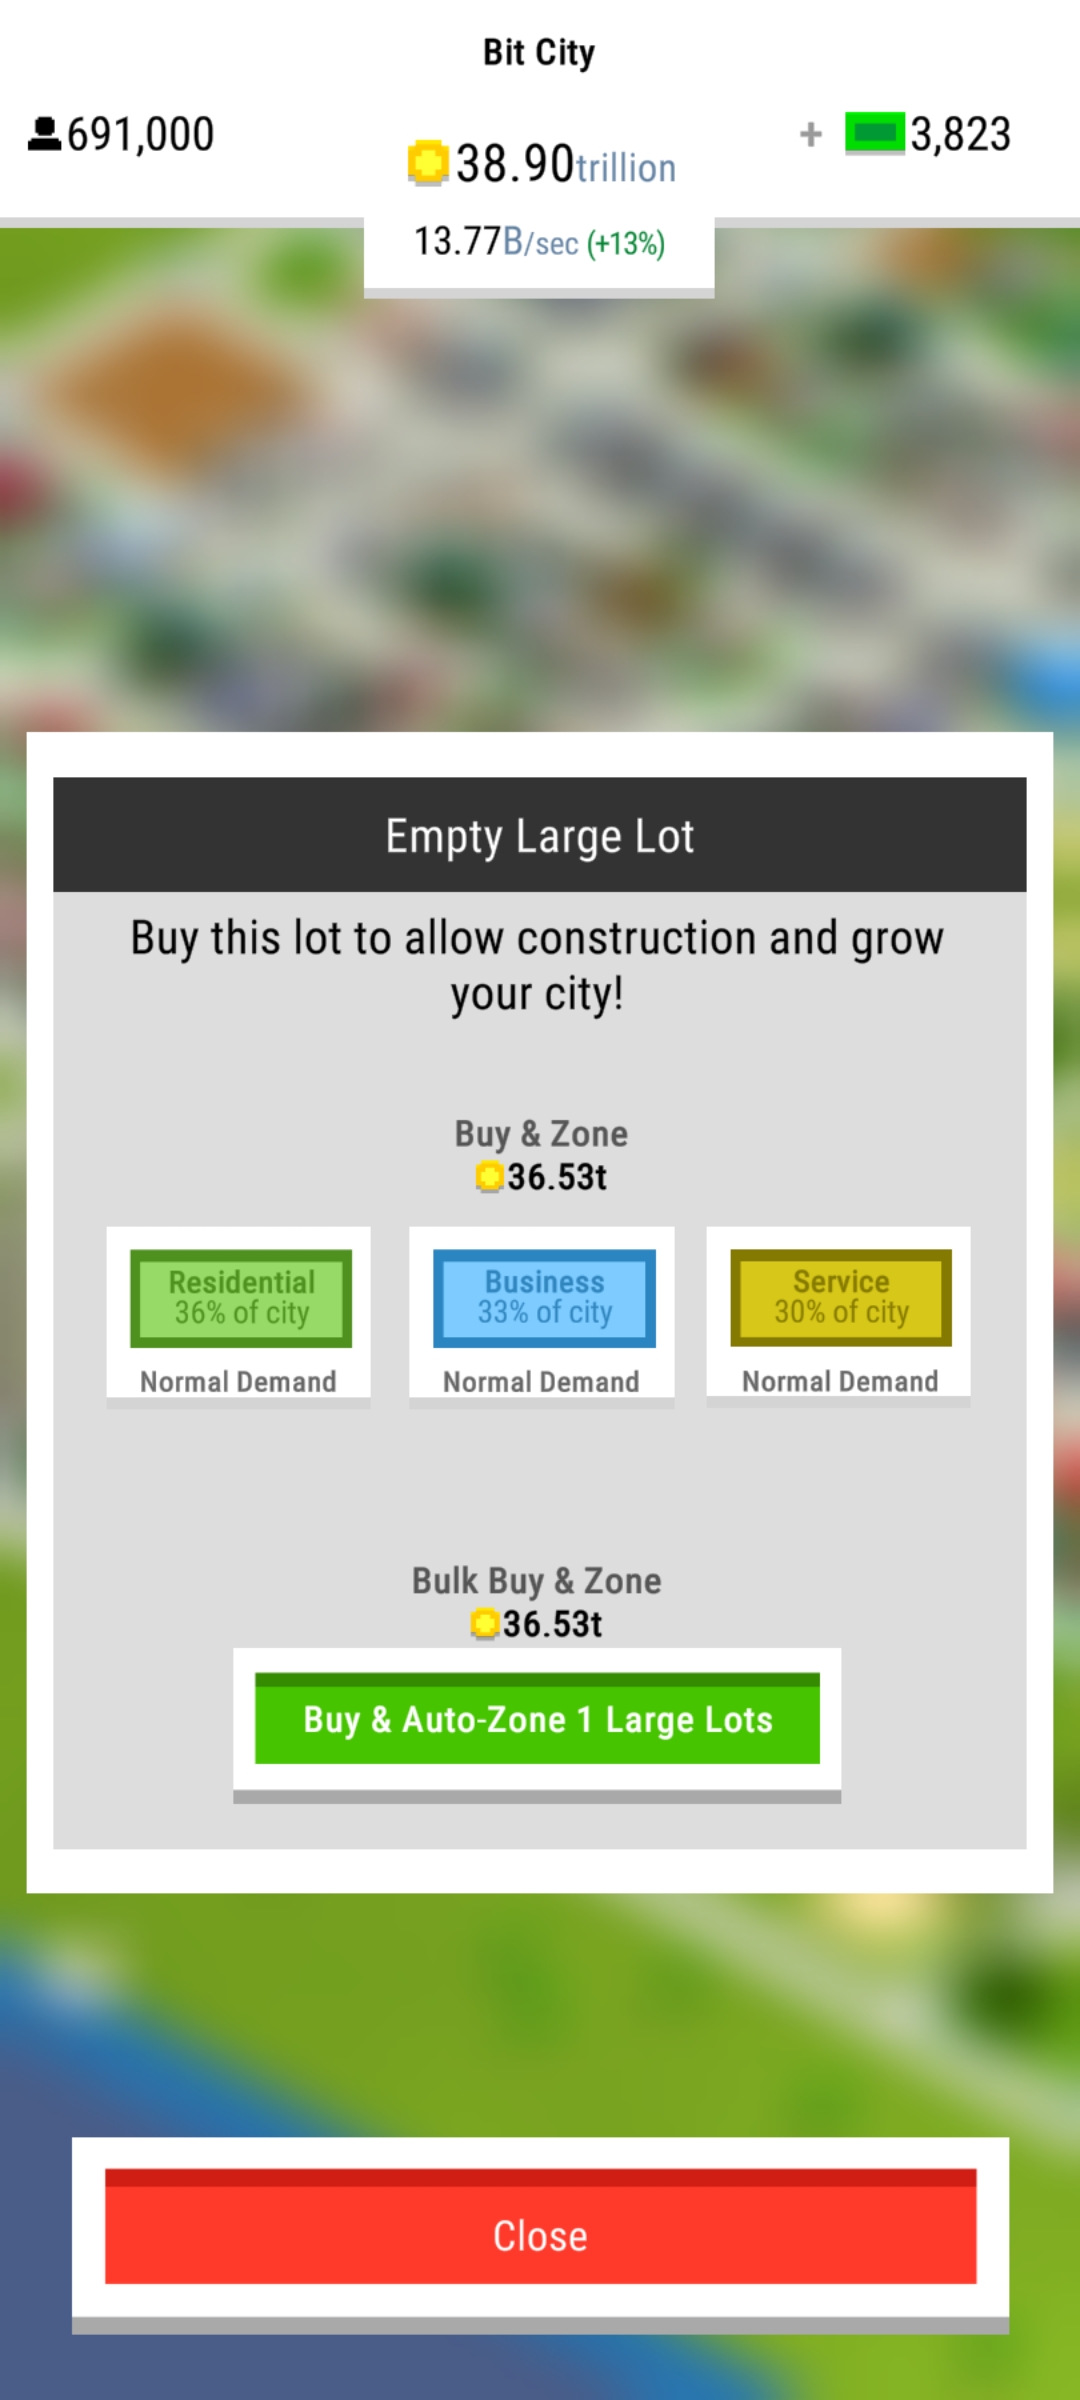 Bit City
691,000
38.90trillion
+ 3,823
13.77B/sec (+13%)
Empty Large Lot
Buy this lot to allow construction and grow
your city!
Buy & Zone
36.53t
Residential
36% of city
Normal Demand
Business
33% of city
Normal Demand
Service
30% of city
Normal Demand
Bulk Buy & Zone
36.53t
Buy & Auto-Zone 1 Large Lots
Close